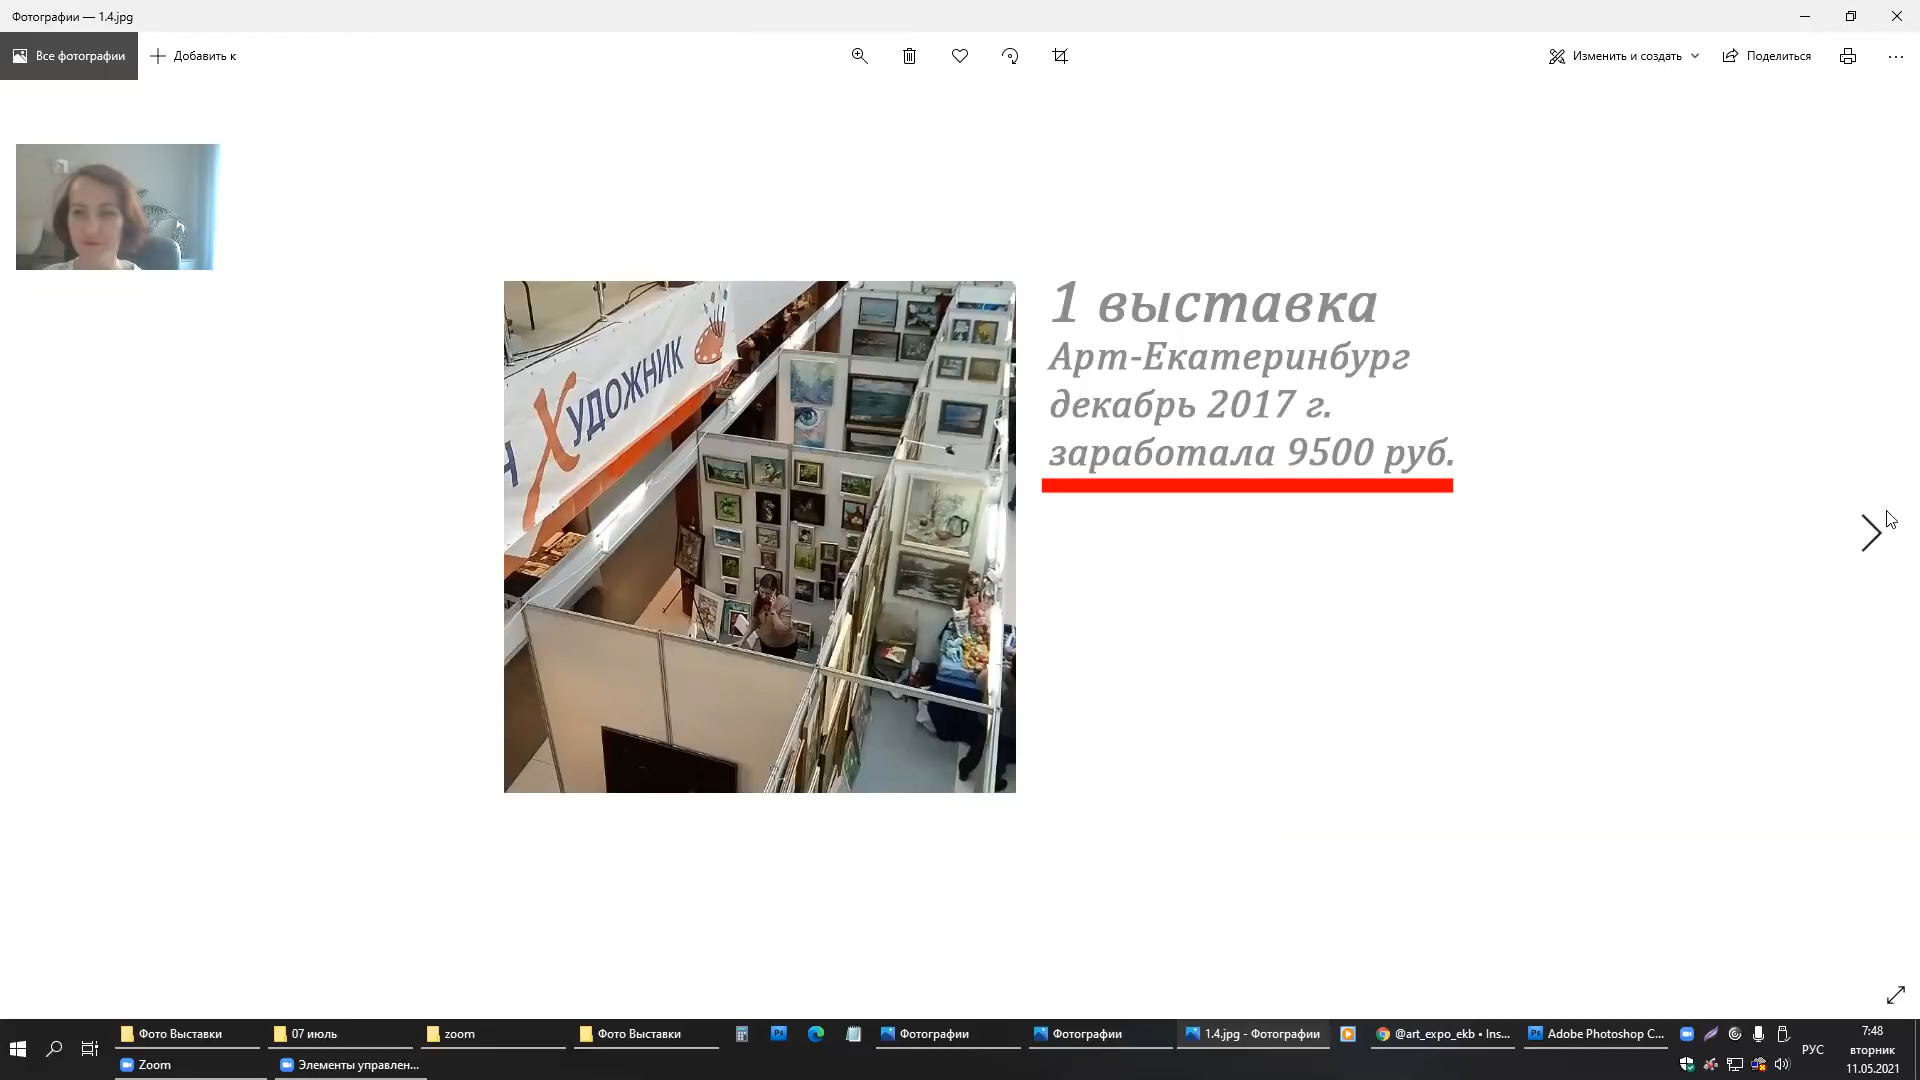 Фотографии — 1.4.jpg
Все фотографии
Добавить к
Изменить и создать
Поделиться
Н ХУДОЖНИК
1 выставка
Арт-Екатеринбург
декабрь 2017 г.
заработала 9500 руб.
Фото Выставки
07 июль
zoom
Фото Выставки
Фотографии
Фотографии
1.4.jpg - Фотографии
@art_expo_ekb • Ins...
Adobe Photoshop C...
Zoom
Элементы управлен...
РУС
7:48
вторник
11.05.2021